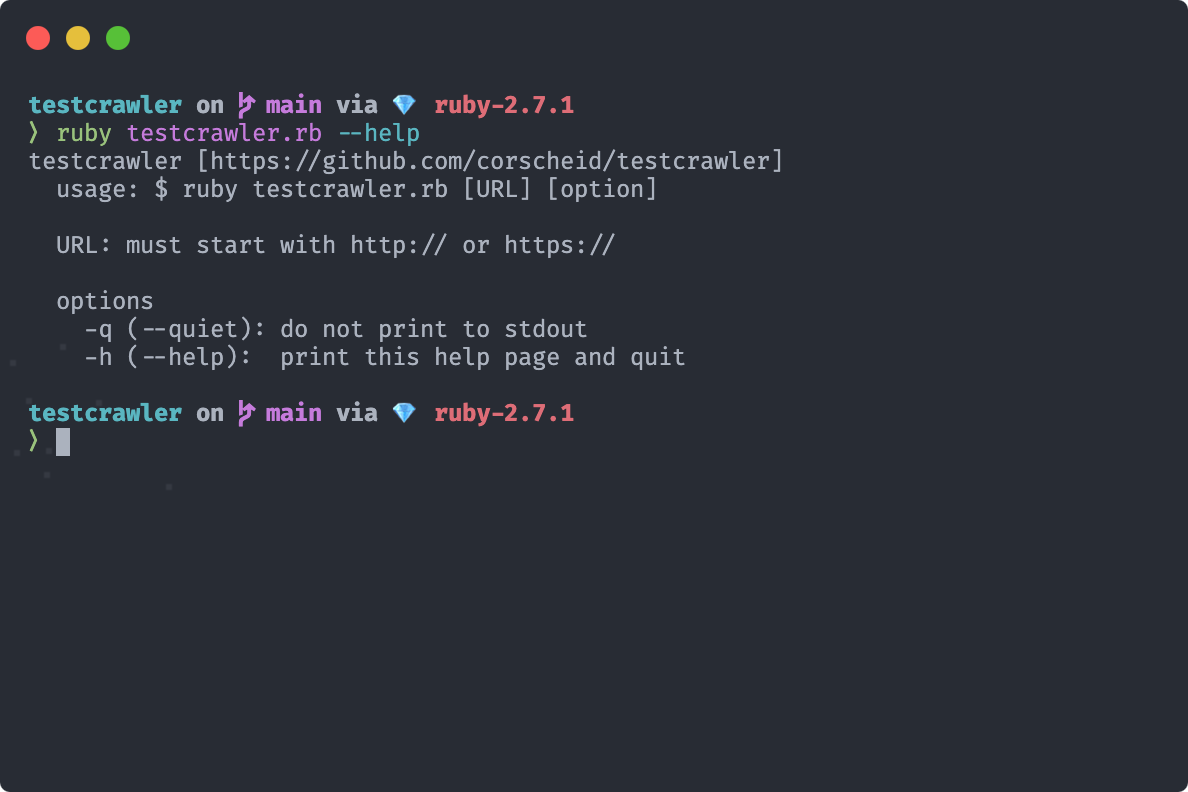 testcrawler on main via 💎 ruby-2.7.1
❯ ruby testcrawler.rb --help
testcrawler [https://github.com/corscheid/testcrawler]
usage: $ ruby testcrawler.rb [URL] [option]
URL: must start with http:// or https://
options
-q (--quiet): do not print to stdout
-h (--help):  print this help page and quit
testcrawler on main via 💎 ruby-2.7.1
❯